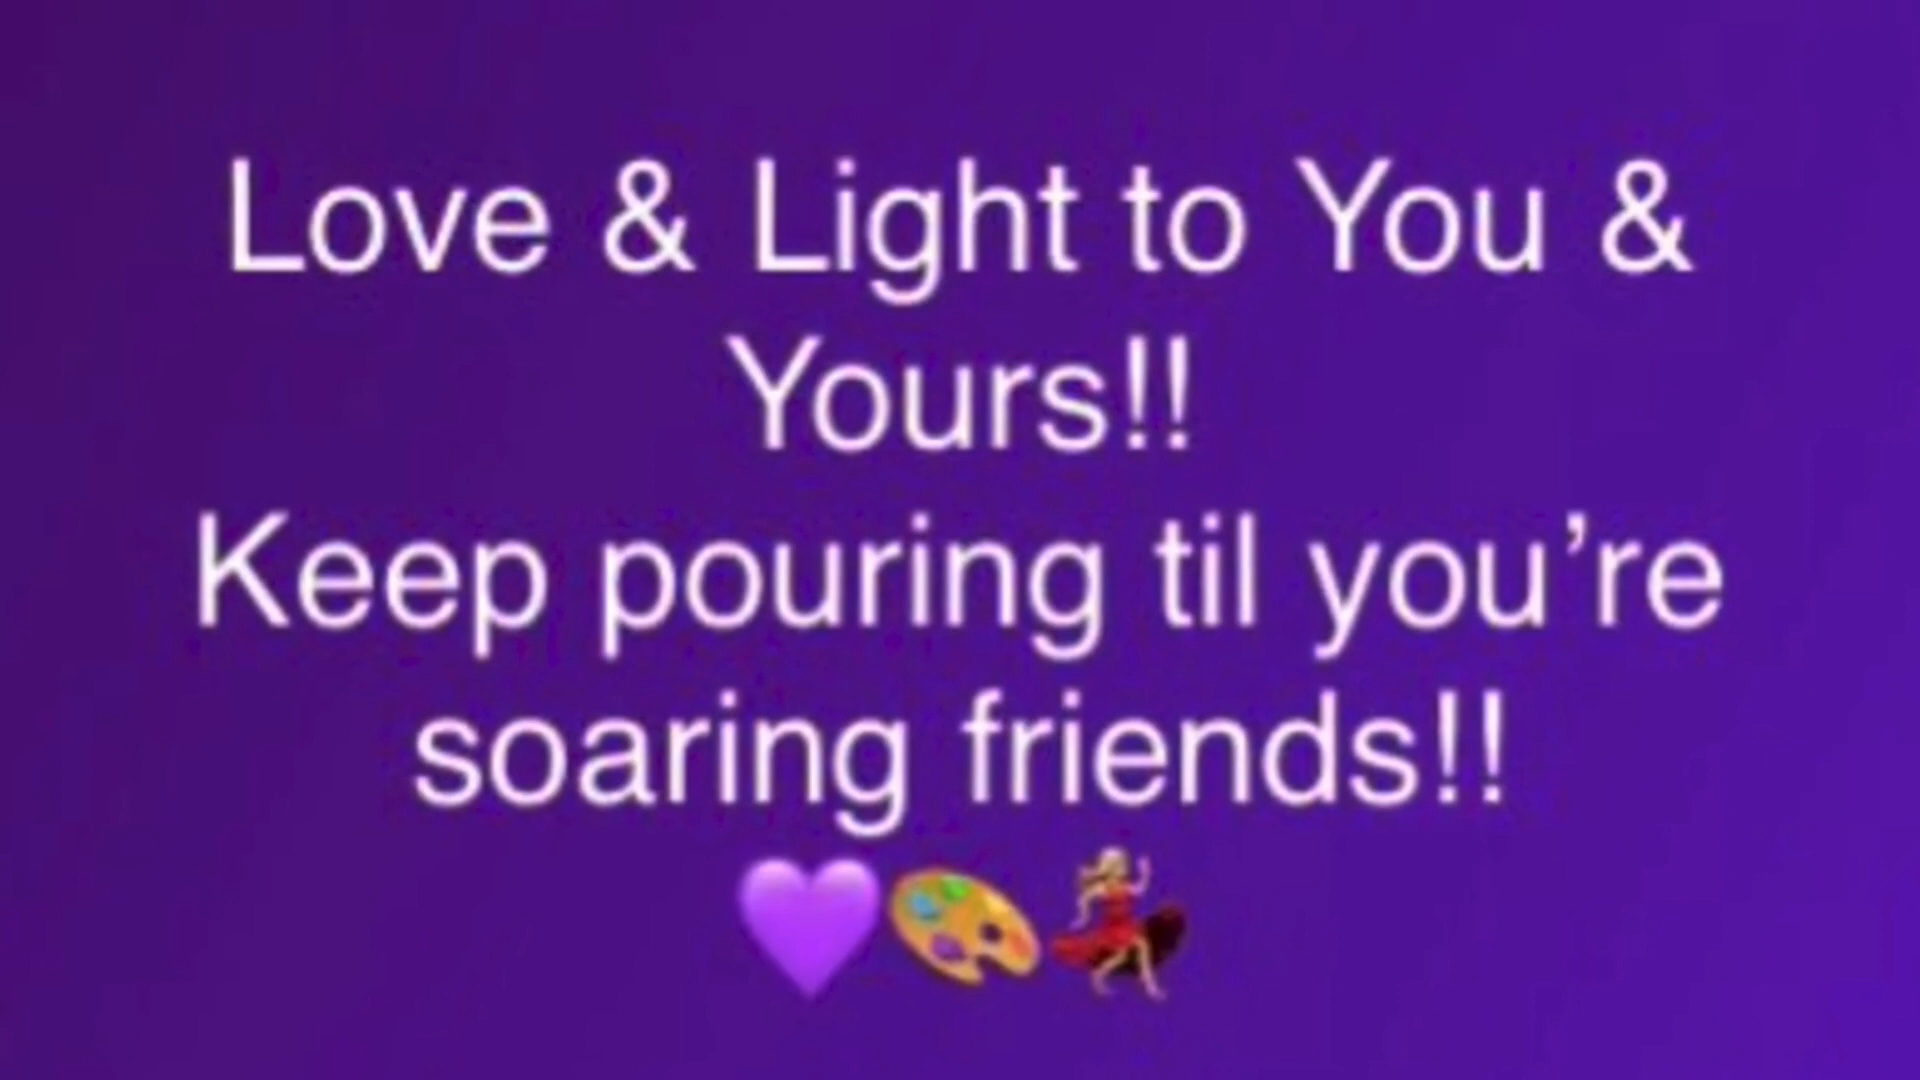 Love & Light to You &
Yours!!
Keep pouring til you’re
soaring friends!!
💜🎨💃🏼